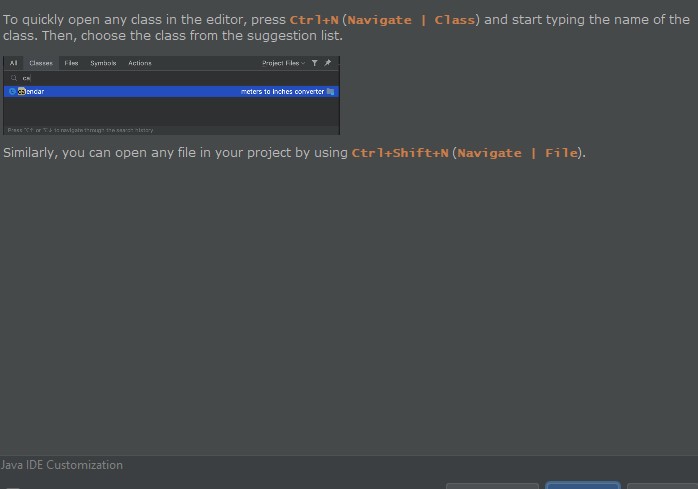 To quickly open any class in the editor, press Ctrl+N (Navigate | Class) and start typing the name of the
class. Then, choose the class from the suggestion list.
All Classes Files Symbols Actions Project Files
ca
calendar meters to inches converter
Press ⌥↑ or ⌥↓ to navigate through the search history
Similarly, you can open any file in your project by using Ctrl+Shift+N (Navigate | File).
Java IDE Customization